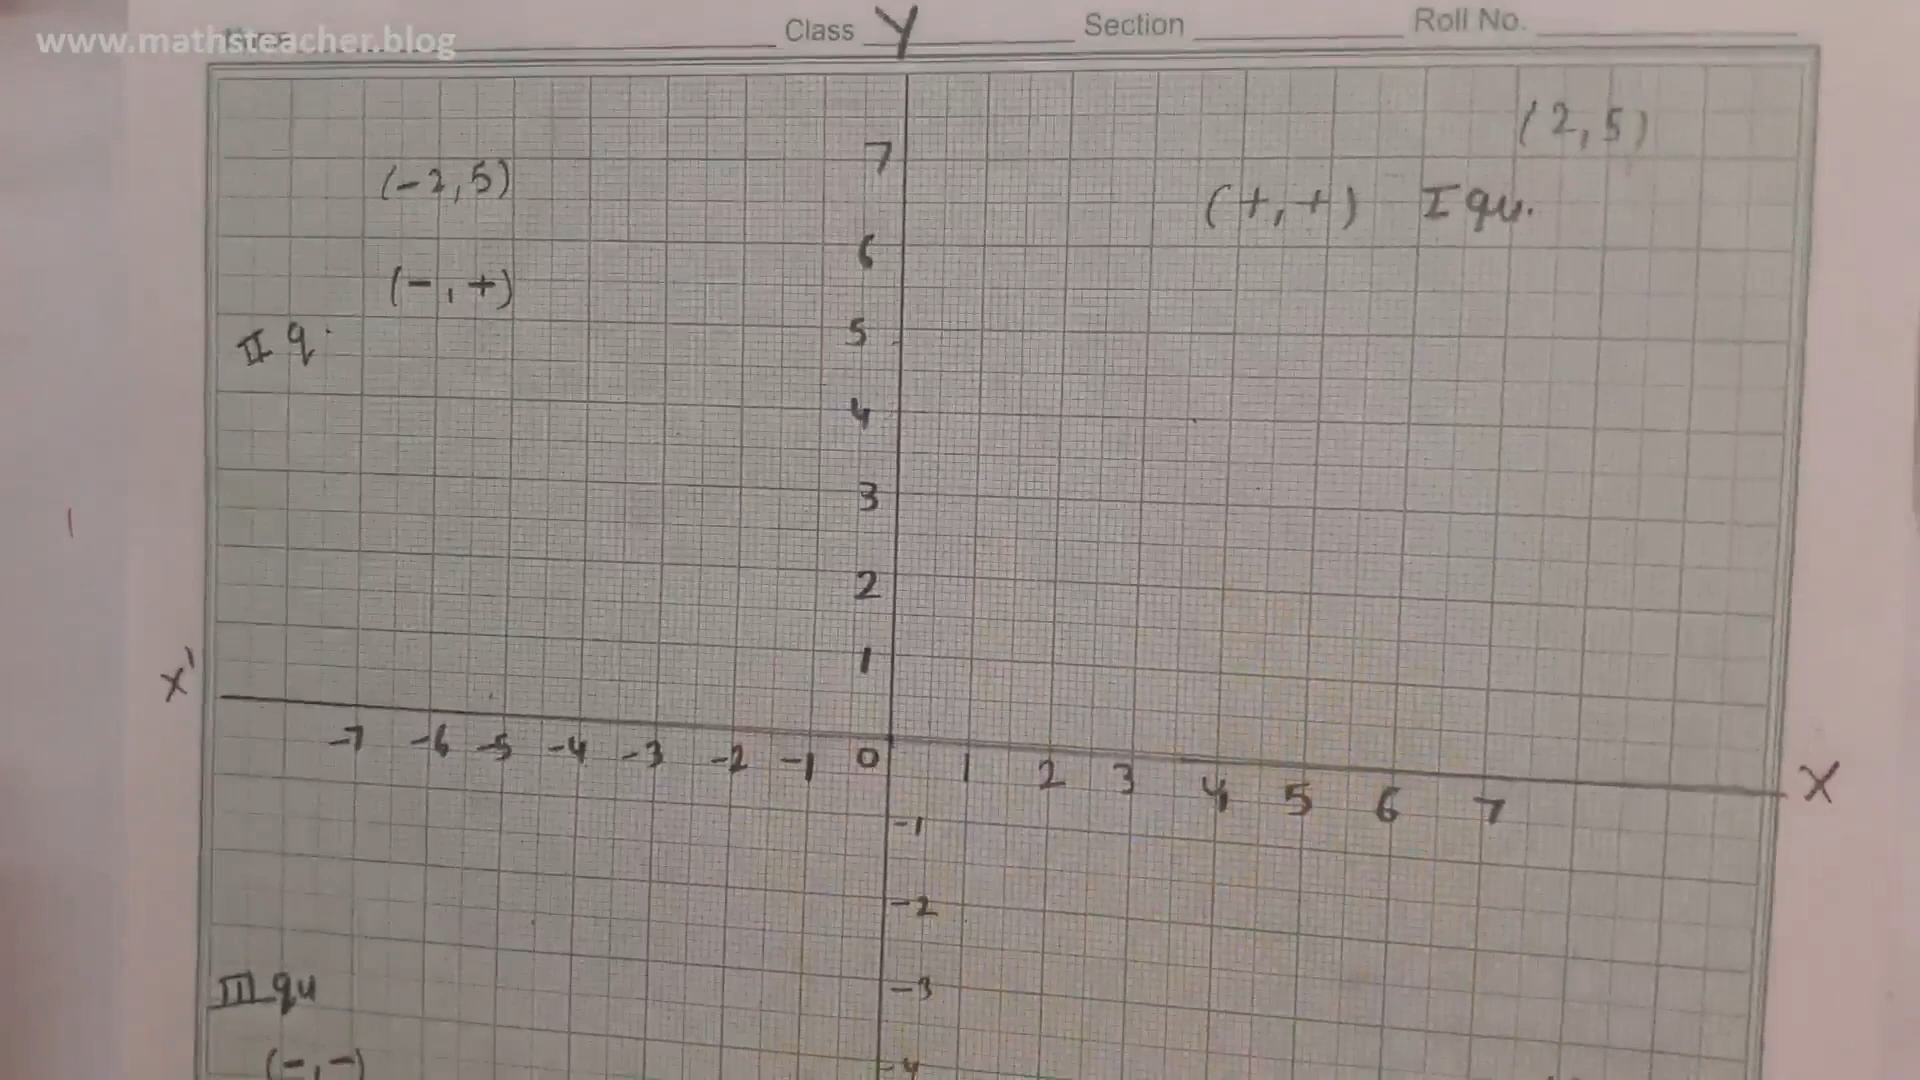 www.mathsteacher.blog
Class Y Section Roll No.
(2,5)
(-2,5)
(+,+) I qu.
(-,+)
II q.
7
6
5
4
3
2
1
X'
-7 -6 -5 -4 -3 -2 -1 0 1 2 3 4 5 6 7
X
-1
-2
-3
III qu
(-,-)
-4